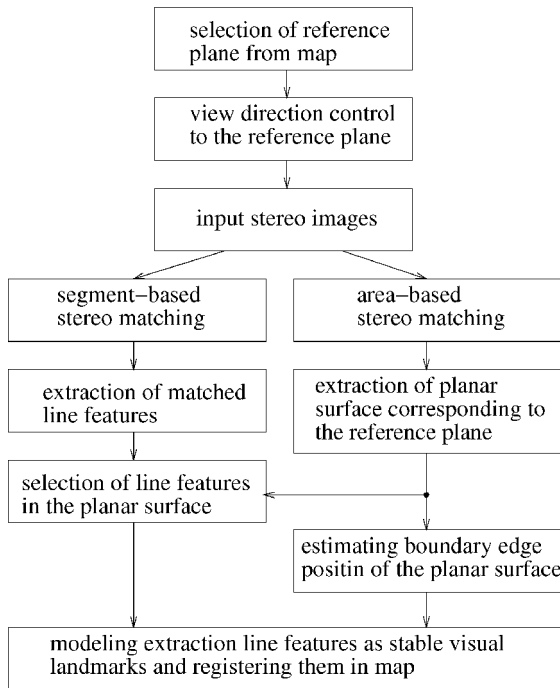 selection of reference
plane from map
view direction control
to the reference plane
input stereo images
segment−based
stereo matching
area−based
stereo matching
extraction of matched
line features
extraction of planar
surface corresponding to
the reference plane
selection of line features
in the planar surface
estimating boundary edge
positin of the planar surface
modeling extraction line features as stable visual
landmarks and registering them in map